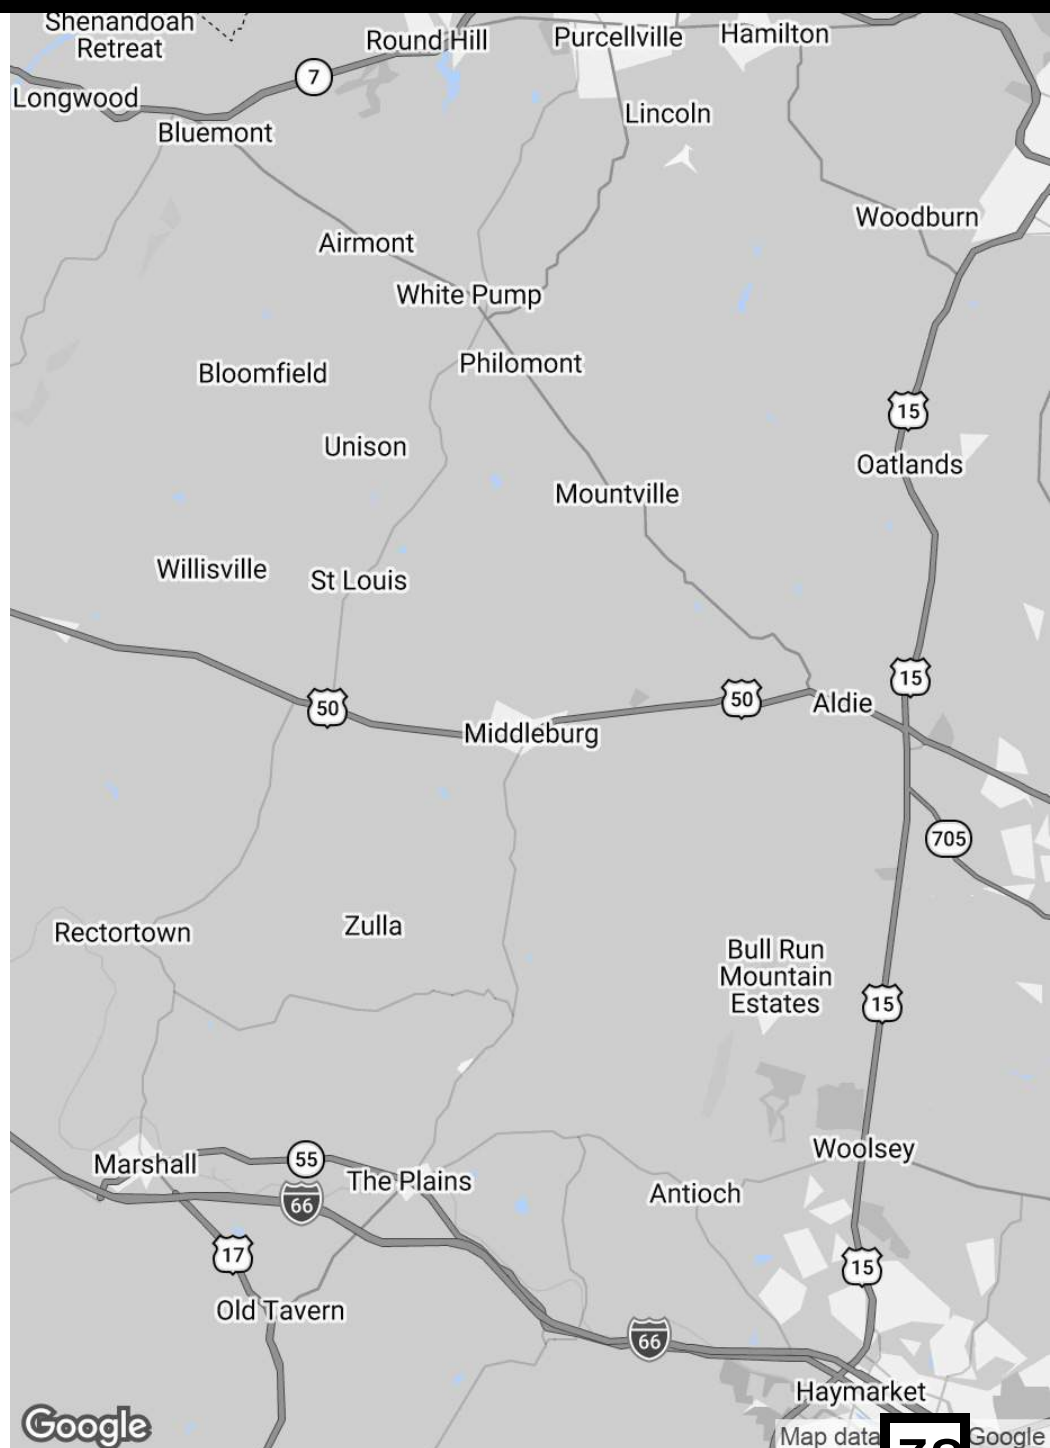 Shenandoah
Retreat
Round Hill
Purcellville
Hamilton
7
Longwood
Bluemont
Lincoln
Woodburn
Airmont
White Pump
Philomont
Bloomfield
15
Unison
Oatlands
Mountville
Willisville
St Louis
15
50
50
Aldie
Middleburg
705
Rectortown
Zulla
Bull Run
Mountain
Estates
15
Woolsey
Marshall
55
The Plains
66
Antioch
17
15
Old Tavern
66
Haymarket
Google
Map data
Google